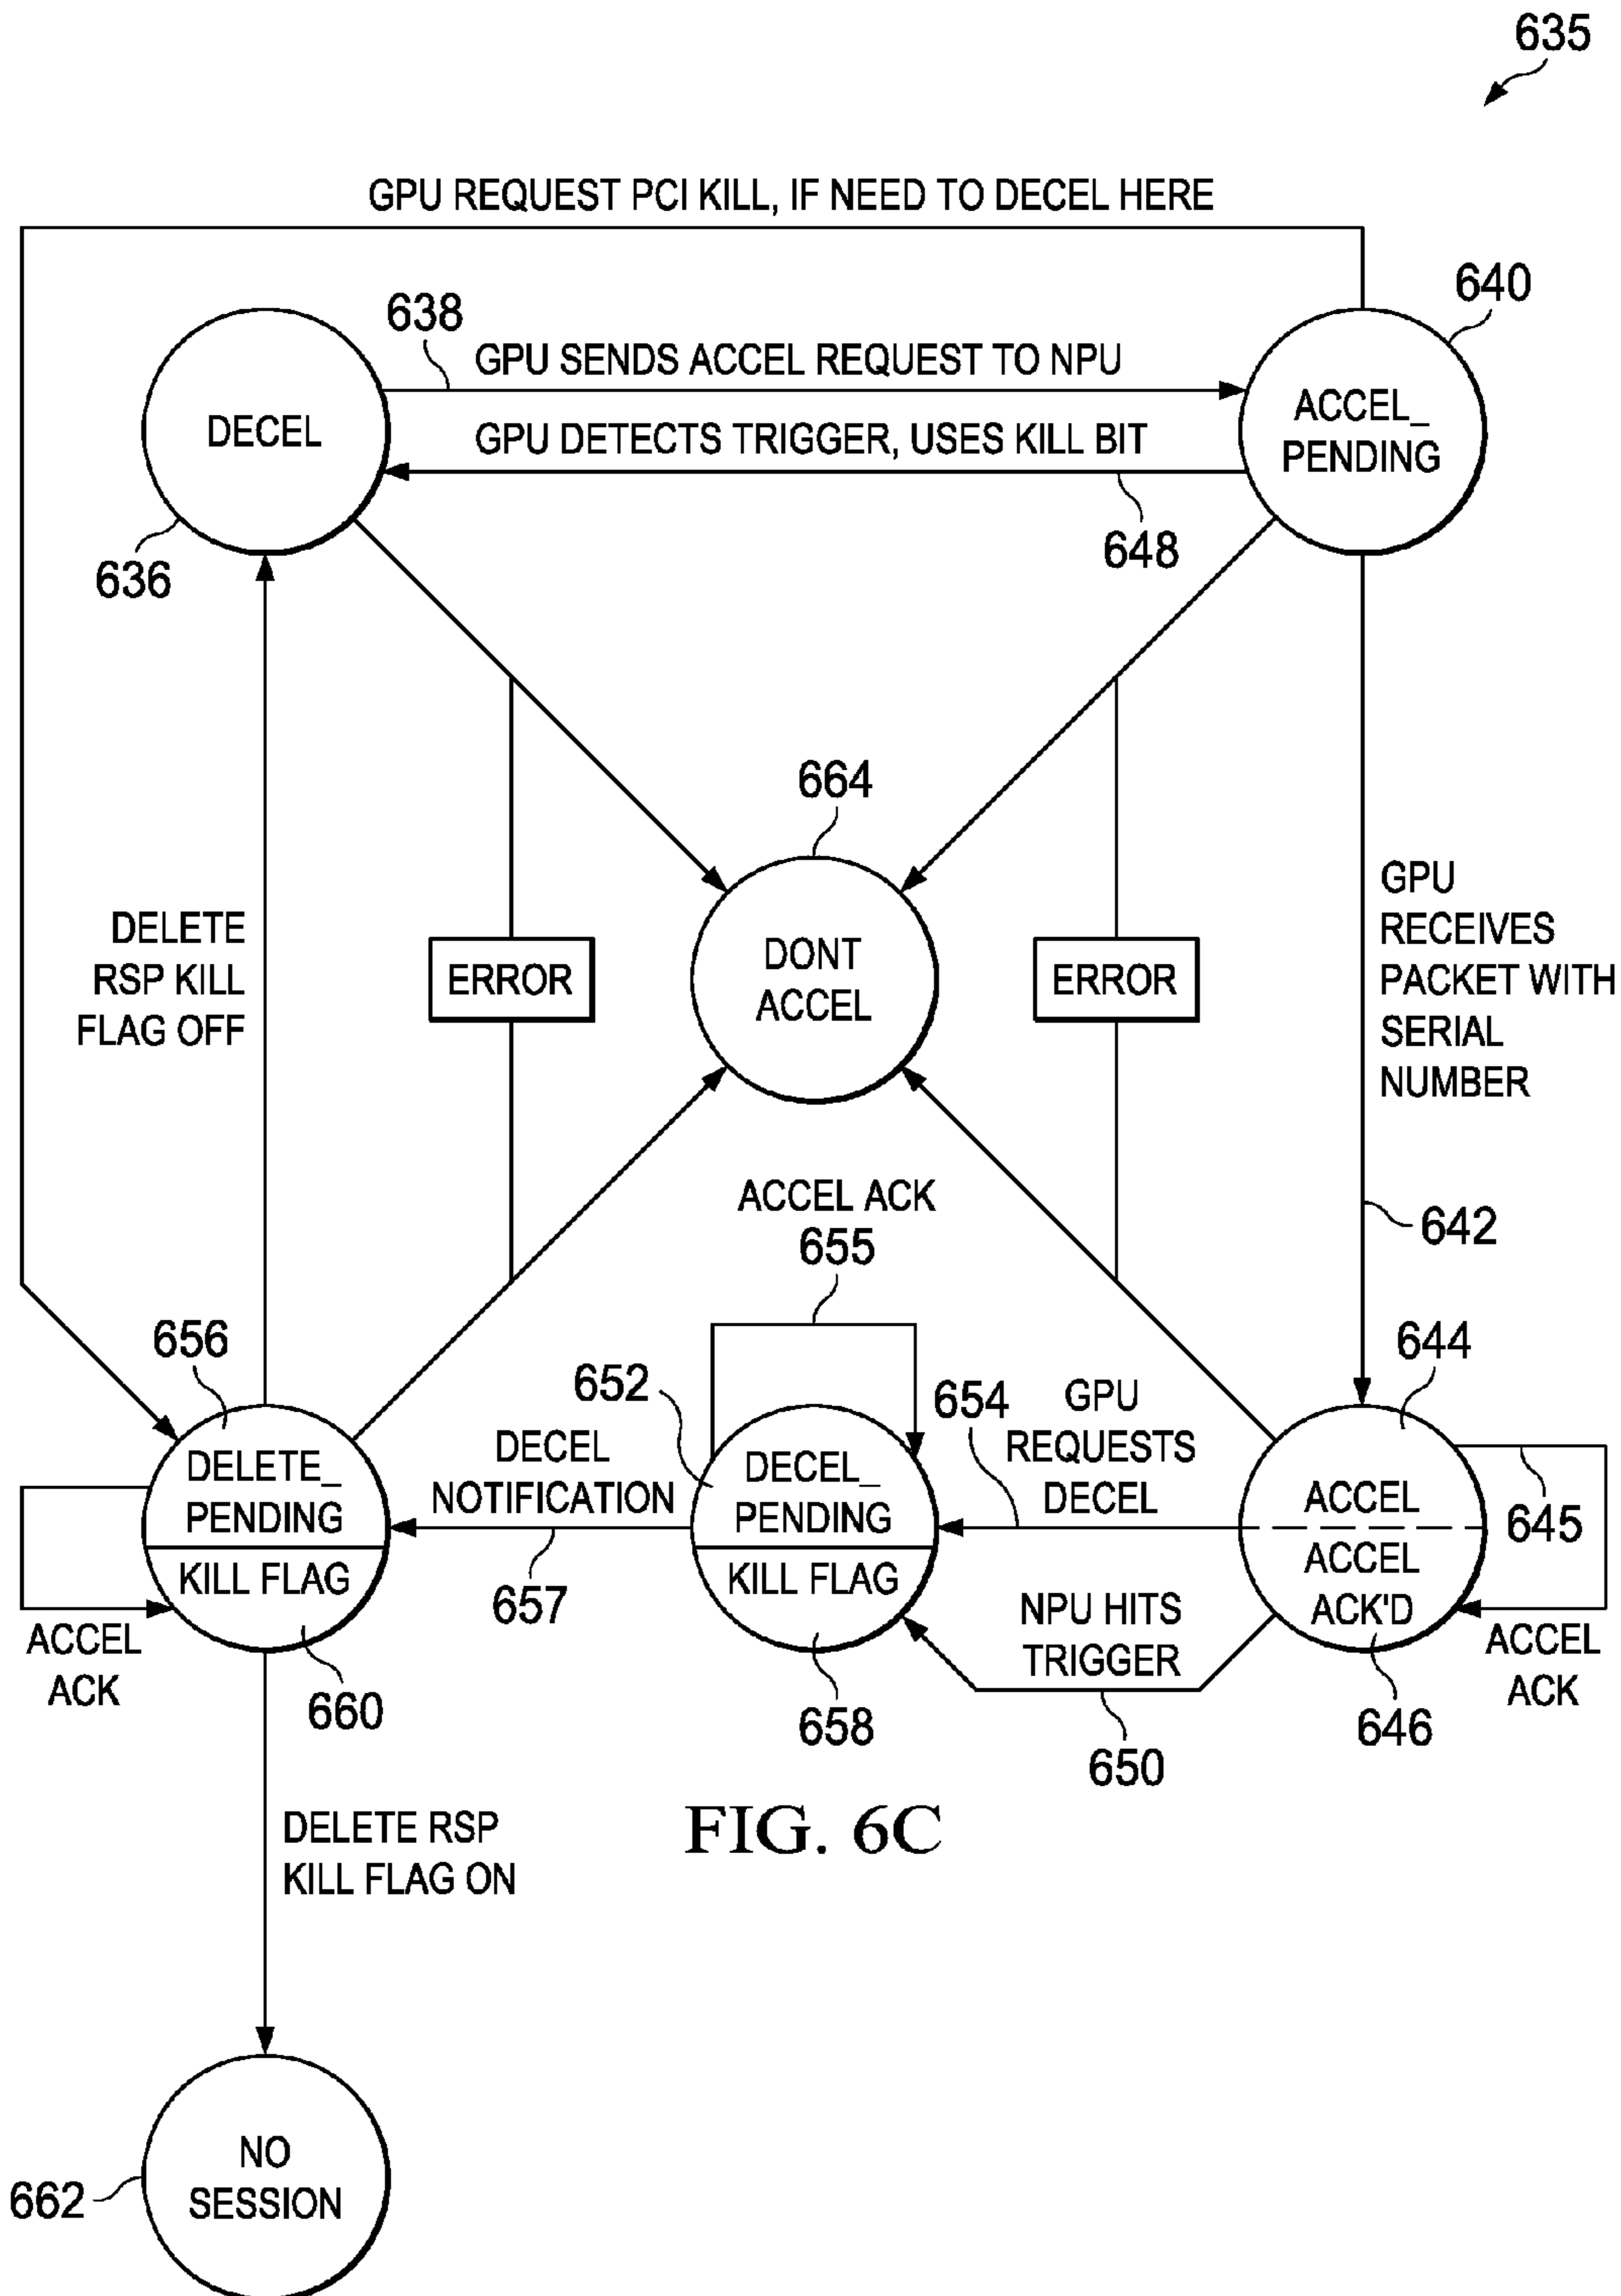 635
GPU REQUEST PCI KILL, IF NEED TO DECEL HERE
640
638
GPU SENDS ACCEL REQUEST TO NPU
DECEL
ACCEL_
PENDING
GPU DETECTS TRIGGER, USES KILL BIT
636
648
664
DELETE
RSP KILL
FLAG OFF
ERROR
DONT
ACCEL
ERROR
GPU
RECEIVES
PACKET WITH
SERIAL
NUMBER
642
ACCEL ACK
655
656
652
654
644
DECEL
NOTIFICATION
GPU
REQUESTS
DECEL
DELETE_
PENDING
KILL FLAG
DECEL_
PENDING
KILL FLAG
ACCEL
ACCEL
ACK'D
645
657
NPU HITS
TRIGGER
ACCEL
ACK
ACCEL
ACK
660
658
650
646
DELETE RSP
KILL FLAG ON
FIG. 6C
NO
SESSION
662